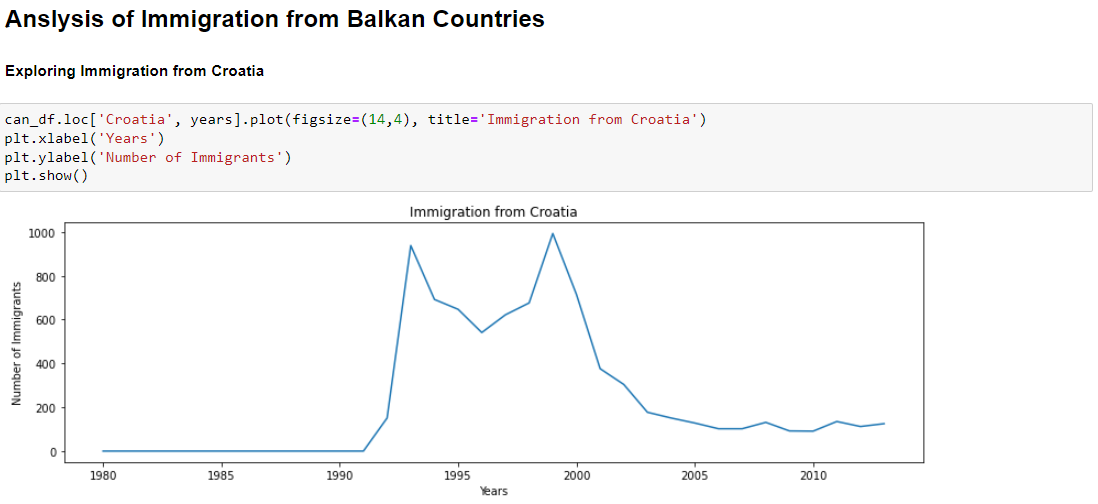 Anslysis of Immigration from Balkan Countries
Exploring Immigration from Croatia
can_df.loc['Croatia', years].plot(figsize=(14,4), title='Immigration from Croatia')
plt.xlabel('Years')
plt.ylabel('Number of Immigrants')
plt.show()
Immigration from Croatia
Number of Immigrants
1000
800
600
400
200
0
1980 1985 1990 1995 2000 2005 2010
Years